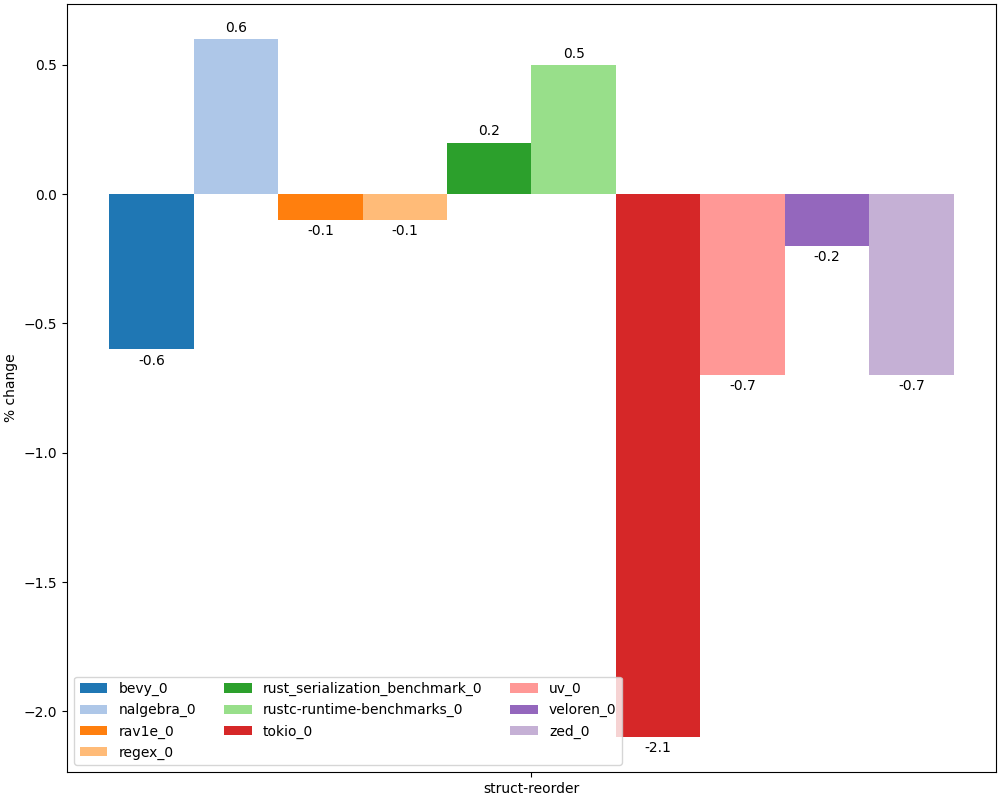 0.6
0.5
0.5
0.2
0.0
-0.1
-0.1
-0.2
-0.6
-0.7
-0.7
−0.5
% change
−1.0
−1.5
−2.0
bevy_0
nalgebra_0
rav1e_0
regex_0
rust_serialization_benchmark_0
rustc-runtime-benchmarks_0
tokio_0
uv_0
veloren_0
zed_0
-2.1
struct-reorder